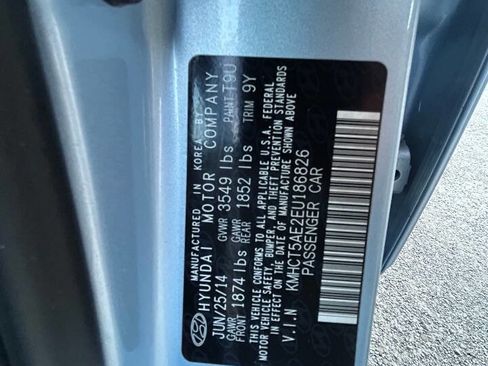 MANUFACTURED IN KOREA BY
HYUNDAI MOTOR COMPANY
JUN/25/14 GVWR 3549 lbs PAINT T9U
GAWR FRONT 1874 lbs GAWR REAR 1852 lbs TRIM 9Y
THIS VEHICLE CONFORMS TO ALL APPLICABLE U.S.A. FEDERAL
MOTOR VEHICLE SAFETY, BUMPER, AND THEFT PREVENTION STANDARDS
IN EFFECT ON THE DATE OF MANUFACTURE SHOWN ABOVE
V.I.N KMHCT5AE2EU186826
PASSENGER CAR